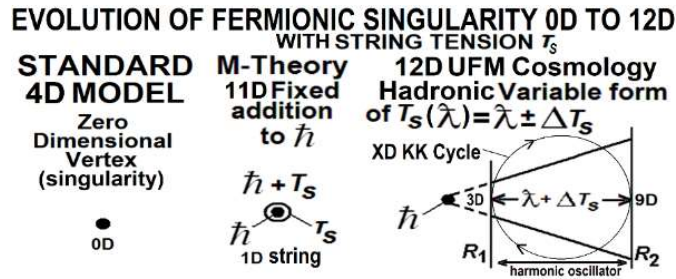 EVOLUTION OF FERMIONIC SINGULARITY 0D TO 12D
WITH STRING TENSION Tₛ
STANDARD
4D MODEL
Zero
Dimensional
Vertex
(singularity)
0D
M-Theory
11D Fixed
addition
to ℏ
ℏ + Tₛ
ℏ
Tₛ
1D string
12D UFM Cosmology
Hadronic Variable form
of Tₛ(ƛ)=ƛ± ΔTₛ
XD KK Cycle
ℏ
3D
ƛ+ ΔTₛ
9D
R₁
R₂
harmonic oscillator